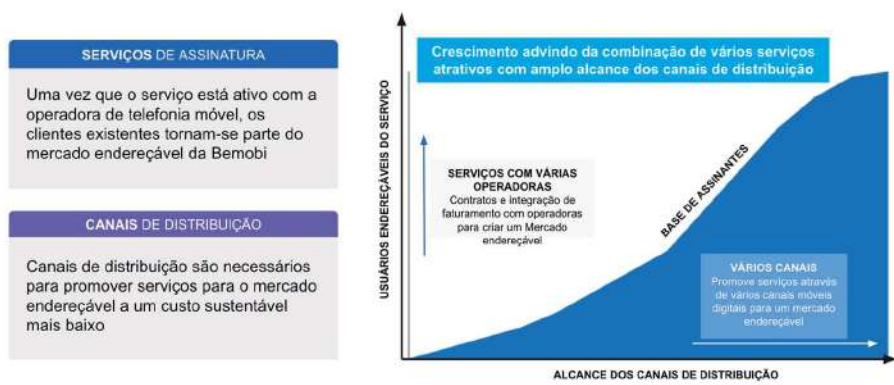 SERVIÇOS DE ASSINATURA
Uma vez que o serviço está ativo com a
operadora de telefonia móvel, os
clientes existentes tornam-se parte do
mercado endereçável da Bemobi
CANAIS DE DISTRIBUIÇÃO
Canais de distribuição são necessários
para promover serviços para o mercado
endereçável a um custo sustentável
mais baixo
USUÁRIOS ENDEREÇÁVEIS DO SERVIÇO
Crescimento advindo da combinação de vários serviços
atrativos com amplo alcance dos canais de distribuição
SERVIÇOS COM VÁRIAS
OPERADORAS
Contratos e integração de
faturamento com operadoras
para criar um Mercado
endereçável
BASE DE ASSINANTES
VÁRIOS CANAIS
Promove serviços através
de vários canais móveis
digitais para um mercado
endereçável
ALCANCE DOS CANAIS DE DISTRIBUIÇÃO